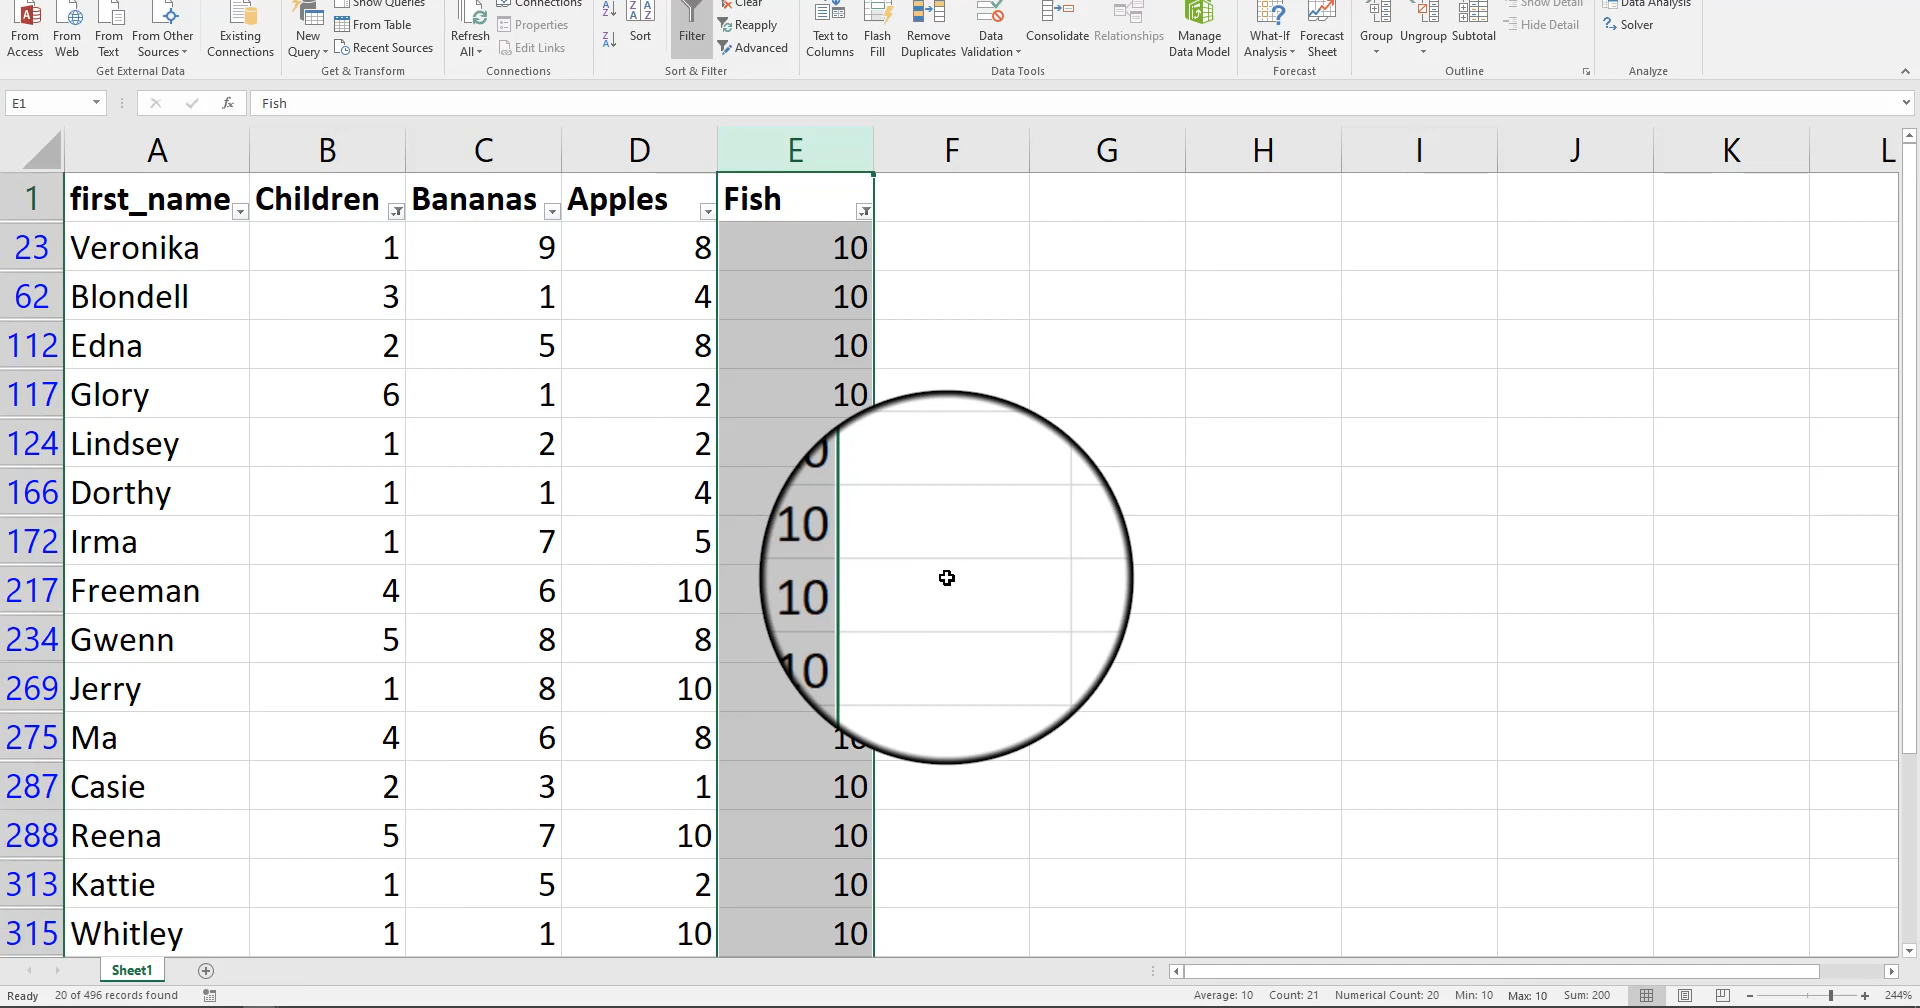 Show Queries Connections Clear Show Detail Data Analysis
From Table Properties Reapply Hide Detail Solver
From From From From Other Existing New Recent Sources Refresh Edit Links Sort Filter Advanced Text to Flash Remove Data Consolidate Relationships Manage What-If Forecast Group Ungroup Subtotal
Access Web Text Sources Connections Query All Columns Fill Duplicates Validation Data Model Analysis Sheet
Get External Data Get & Transform Connections Sort & Filter Data Tools Forecast Outline Analyze
E1 fx Fish
A B C D E F G H I J K L
1 first_name Children Bananas Apples Fish
23 Veronika 1 9 8 10
62 Blondell 3 1 4 10
112 Edna 2 5 8 10
117 Glory 6 1 2 10
124 Lindsey 1 2 2
166 Dorthy 1 1 4 10
172 Irma 1 7 5
217 Freeman 4 6 10 10
234 Gwenn 5 8 8
269 Jerry 1 8 10 10
275 Ma 4 6 8 10
287 Casie 2 3 1 10
288 Reena 5 7 10 10
313 Kattie 1 5 2 10
315 Whitley 1 1 10 10
Sheet1
Ready 20 of 496 records found Average: 10 Count: 21 Numerical Count: 20 Min: 10 Max: 10 Sum: 200 244%